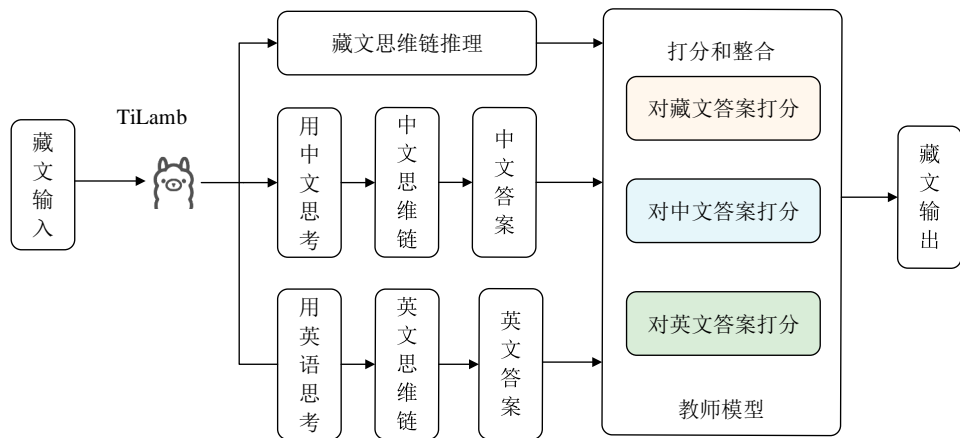 藏文输入
TiLamb
藏文思维链推理
用中文思考
中文思维链
中文答案
用英语思考
英文思维链
英文答案
打分和整合
对藏文答案打分
对中文答案打分
对英文答案打分
教师模型
藏文输出